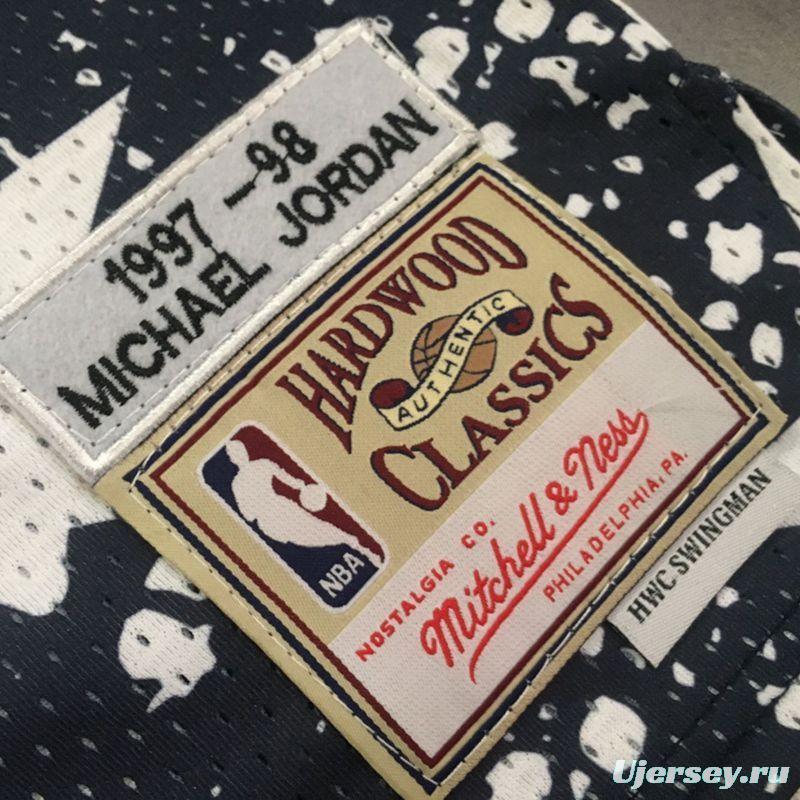 1997-98
MICHAEL JORDAN
HARDWOOD
AUTHENTIC
CLASSICS
NBA
NOSTALGIA CO.
Mitchell & Ness
PHILADELPHIA, PA.
HWC SWINGMAN
Ujersey.ru